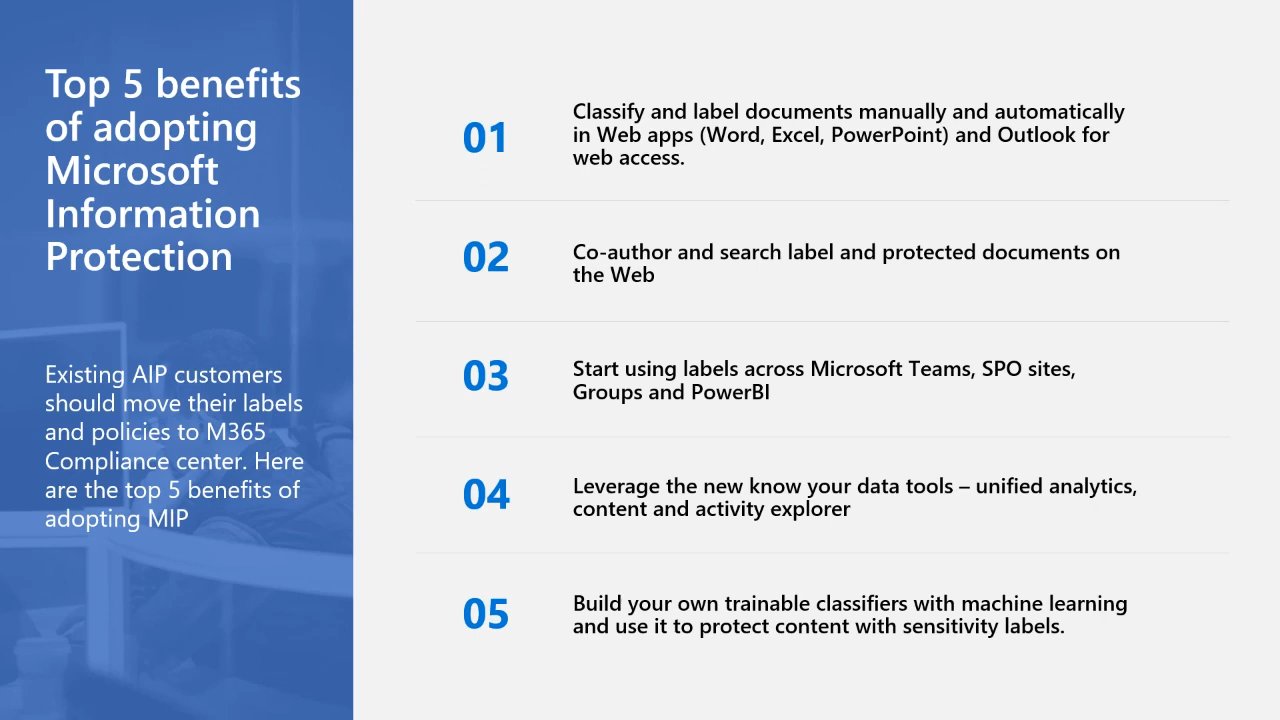 Top 5 benefits
of adopting
Microsoft
Information
Protection
Existing AIP customers
should move their labels
and policies to M365
Compliance center. Here
are the top 5 benefits of
adopting MIP
01
Classify and label documents manually and automatically
in Web apps (Word, Excel, PowerPoint) and Outlook for
web access.
02
Co-author and search label and protected documents on
the Web
03
Start using labels across Microsoft Teams, SPO sites,
Groups and PowerBI
04
Leverage the new know your data tools – unified analytics,
content and activity explorer
05
Build your own trainable classifiers with machine learning
and use it to protect content with sensitivity labels.